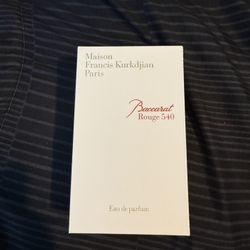 Maison
Francis Kurkdjian
Paris
Baccarat
Rouge 540
Eau de parfum